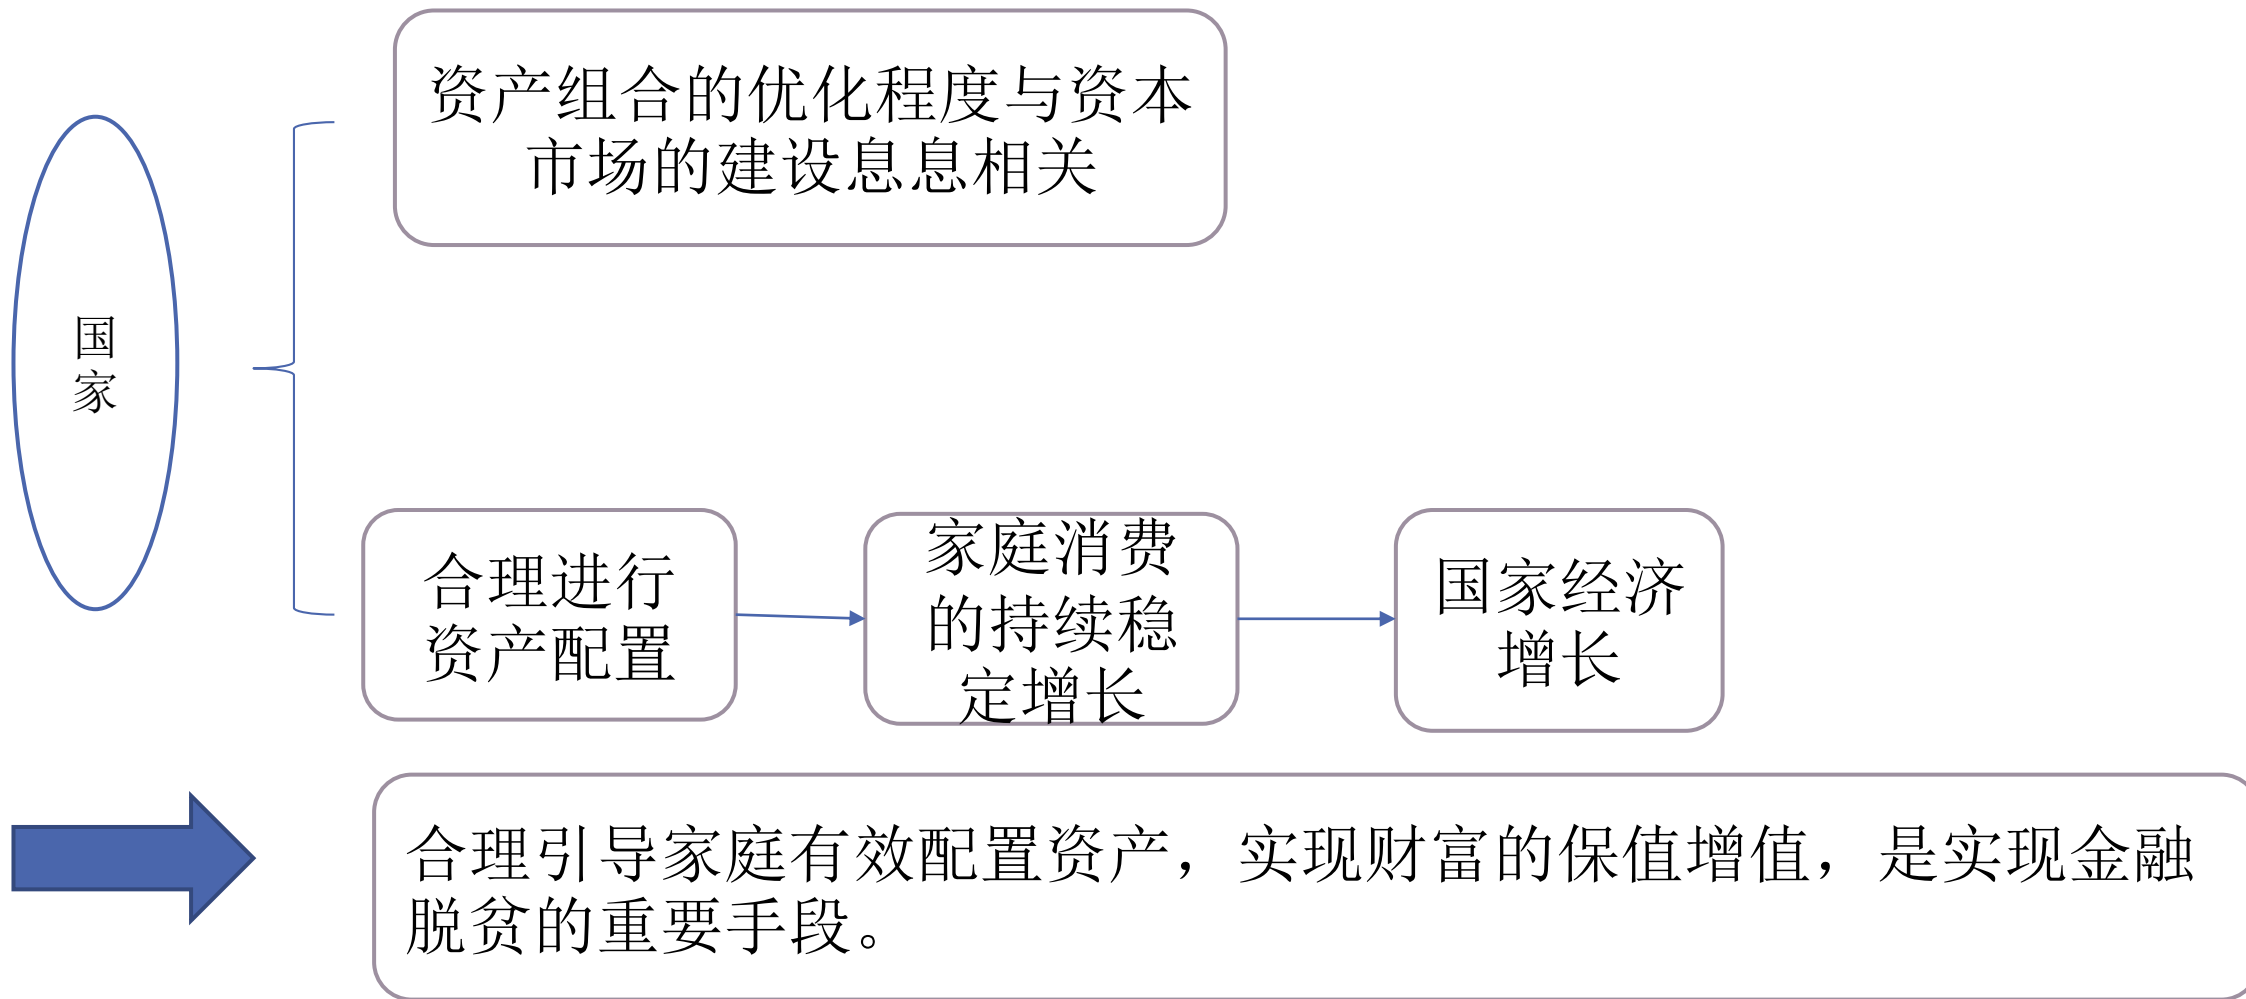 资产组合的优化程度与资本
市场的建设息息相关
国
家
合理进行
资产配置
家庭消费
的持续稳
定增长
国家经济
增长
合理引导家庭有效配置资产，实现财富的保值增值，是实现金融
脱贫的重要手段。